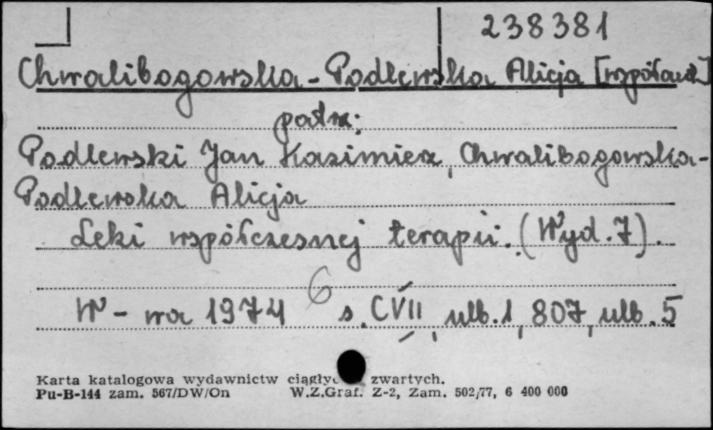 238381
Chwalibogowska-Podlewska Alicja [współaut.]
patrz:
Podlewski Jan Kazimierz, Chwalibogowska-
Podlewska Alicja
Leki współczesnej terapii. (Wyd. 7).
W-wa 1974 6 s. CVII, ulb. 1, 807, ulb. 5
Karta katalogowa wydawnictw ciągłyc zwartych.
Pu-B-144 zam. 567/DW/On W.Z.Graf. Z-2, Zam. 502/77, 6 400 000